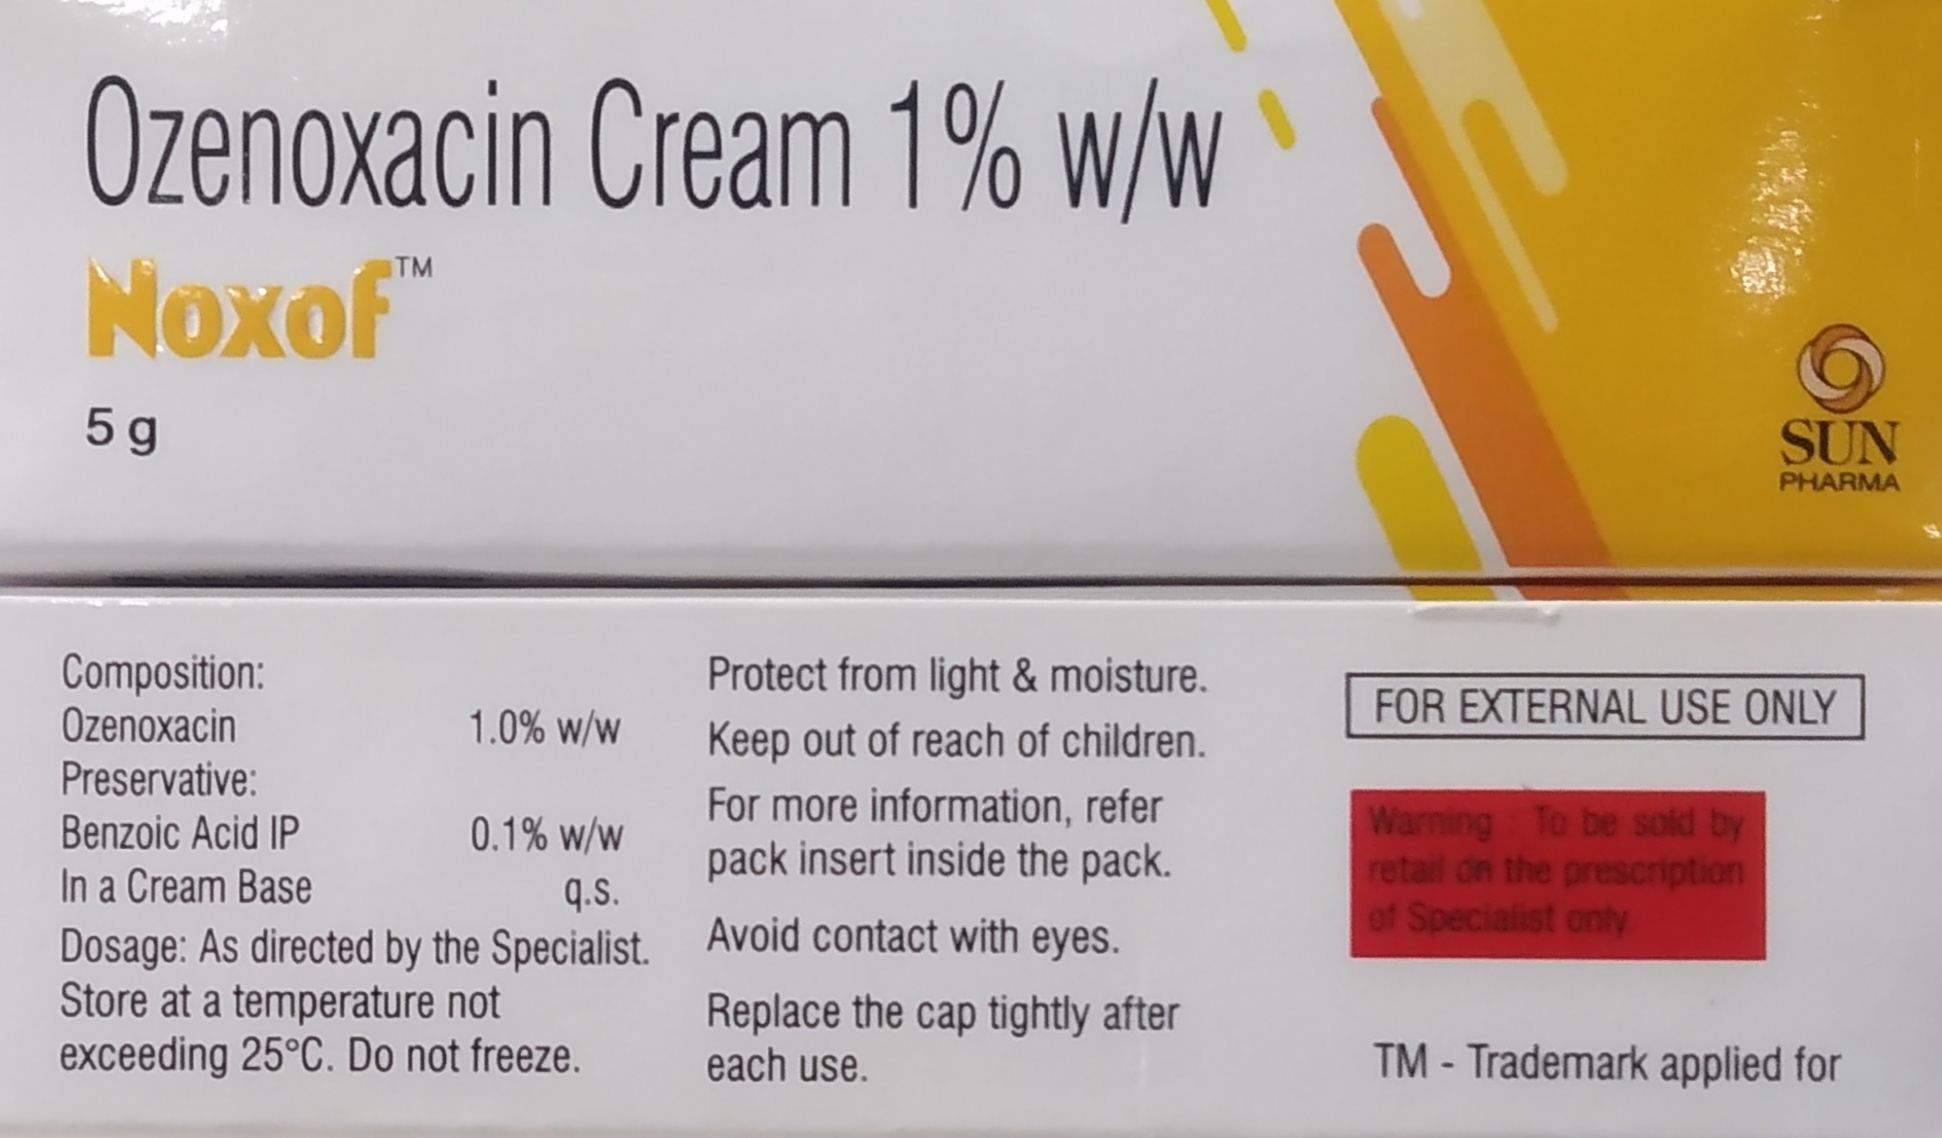 Ozenoxacin Cream 1% w/w
Noxof™
5 g
SUN
PHARMA
Composition:
Ozenoxacin 1.0% w/w
Preservative:
Benzoic Acid IP 0.1% w/w
In a Cream Base q.s.
Dosage: As directed by the Specialist.
Store at a temperature not
exceeding 25°C. Do not freeze.
Protect from light & moisture.
Keep out of reach of children.
For more information, refer
pack insert inside the pack.
Avoid contact with eyes.
Replace the cap tightly after
each use.
FOR EXTERNAL USE ONLY
Warning : To be sold by
retail on the prescription
of Specialist only
TM - Trademark applied for